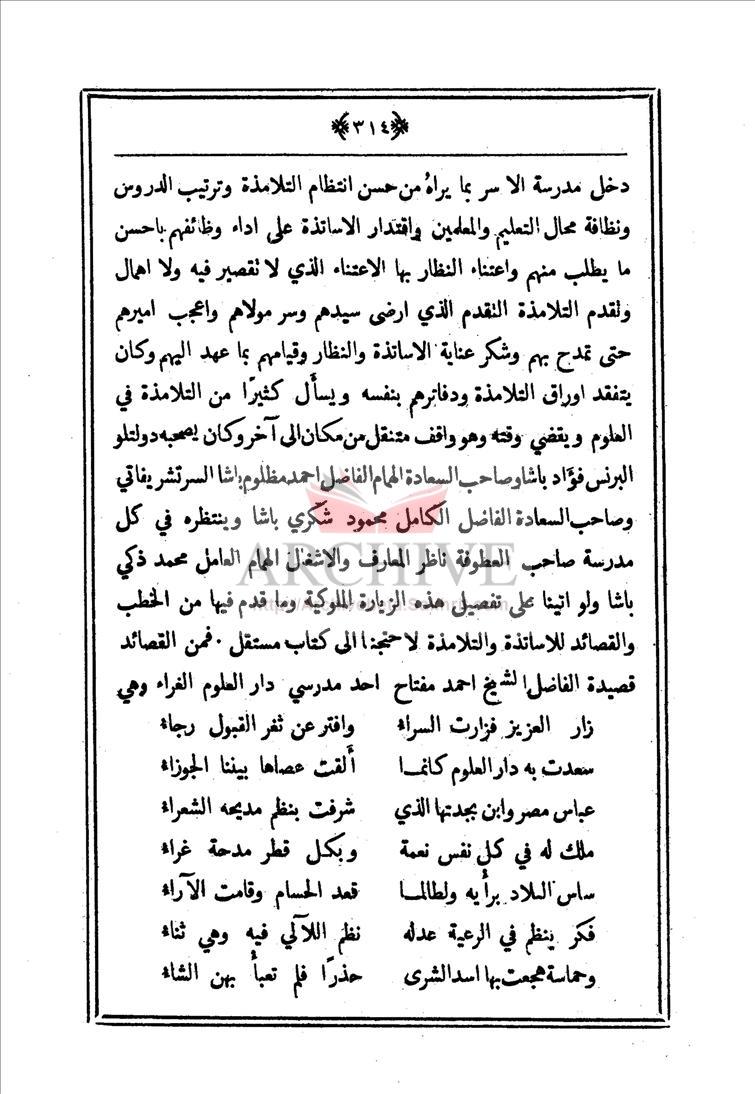 ﴿٣١٤﴾
دخل مدرسة الا سر بما يراهُ من حسن انتظام التلامذة وترتيب الدروس
ونظافة محال التعليم والمعلمين واقتدار الاساتذة على اداء وظائفهم باحسن
ما يطلب منهم واعتناء النظار بها الاعتناء الذي لا تقصير فيه ولا اهمال
وتقدم التلامذة التقدم الذي ارضى سيدهم وسر مولاهم واعجب اميرهم
حتى تمدح بهم وشكر عناية الاساتذة والنظار وقيامهم بما عهد اليهم وكان
يتفقد اوراق التلامذة ودفاترهم بنفسه ويسأل كثيرًا من التلامذة في
العلوم ويقضي وقته وهو واقف متنقل من مكان الى آخر وكان يصحبه دولتلو
البرنس فؤاد باشا وصاحب السعادة الهمام الفاضل احمد مظلوم باشا السر تشريفاتي
وصاحب السعادة الفاضل الكامل محمود شكري باشا وينتظره في كل
مدرسة صاحب العطوفة ناظر المعارف والاشغال الهمام العامل محمد ذكي
باشا ولو اتينا على تفصيل هذه الزيارة الملوكية وما قدم فيها من الخطب
والقصائد للاساتذة والتلامذة لاحتجنا الى كتاب مستقل ٠ فمن القصائد
قصيدة الفاضل الشيخ احمد مفتاح احد مدرسي دار العلوم الغراء وهي
زار العزيز فزارت السراء وافتر عن ثغر القبول رجاء
سعدت به دار العلوم كانما ألقت عصاها بيننا الجوزاء
عباس مصر وابن بجدتها الذي شرفت بنظم مديحه الشعراء
ملك له في كل نفس نعمة وبكل قطر مدحة غراء
ساس البلاد برأيه ولطالما قعد الحسام وقامت الآراء
فكر ينظم في الرعية عدله نظم اللآلي فيه وهي ثناء
وحماسة هجعت بها اسد الشرى حذرًا فلم تعبأ بهن الشاء
ARCHIVE